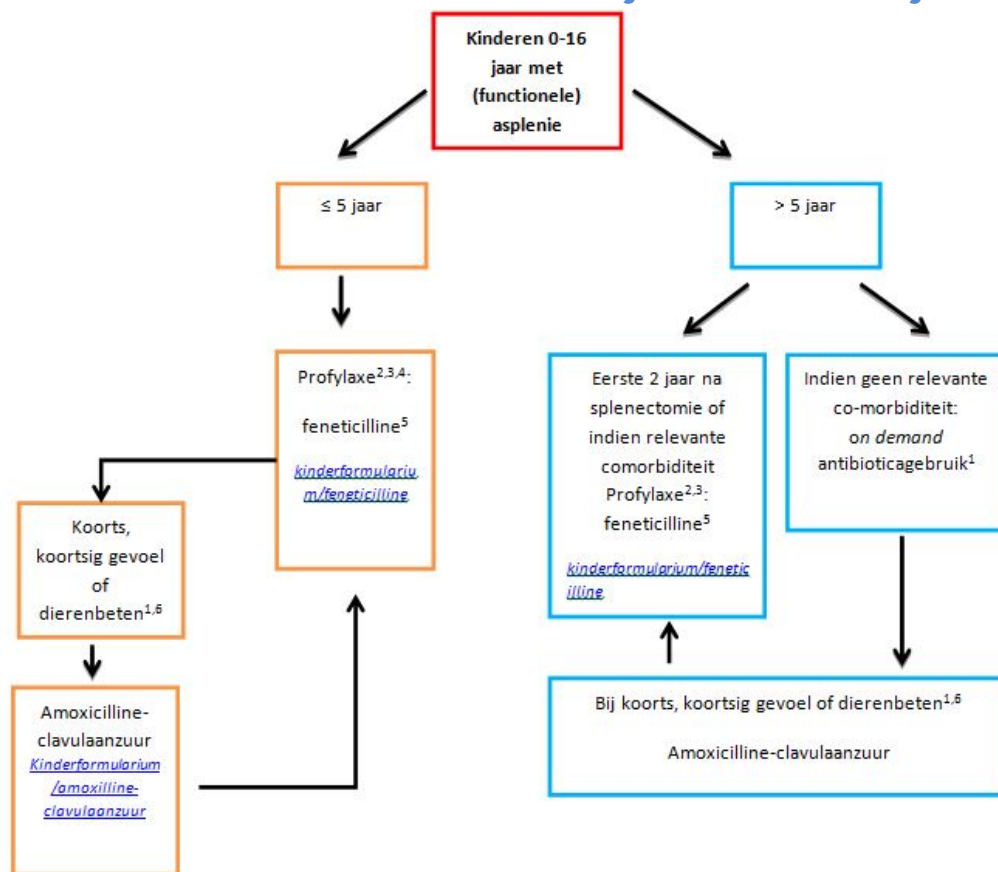 Kinderen 0-16
jaar met
(functionele)
asplenie
≤ 5 jaar
> 5 jaar
Profylaxe2,3,4:
feneticilline5
kinderformulariu
m/feneticilline
Eerste 2 jaar na
splenectomie of
indien relevante
comorbiditeit
Profylaxe2,3:
feneticilline5
kinderformularium/fenetic
illine
Indien geen relevante
co-morbiditeit:
on demand
antibioticagebruik1
Koorts,
koortsig gevoel
of
dierenbeten1,6
Amoxicilline-
clavulaanzuur
Kinderformularium
/amoxilline-
clavulaanzuur
Bij koorts, koortsig gevoel of dierenbeten1,6
Amoxicilline-clavulaanzuur